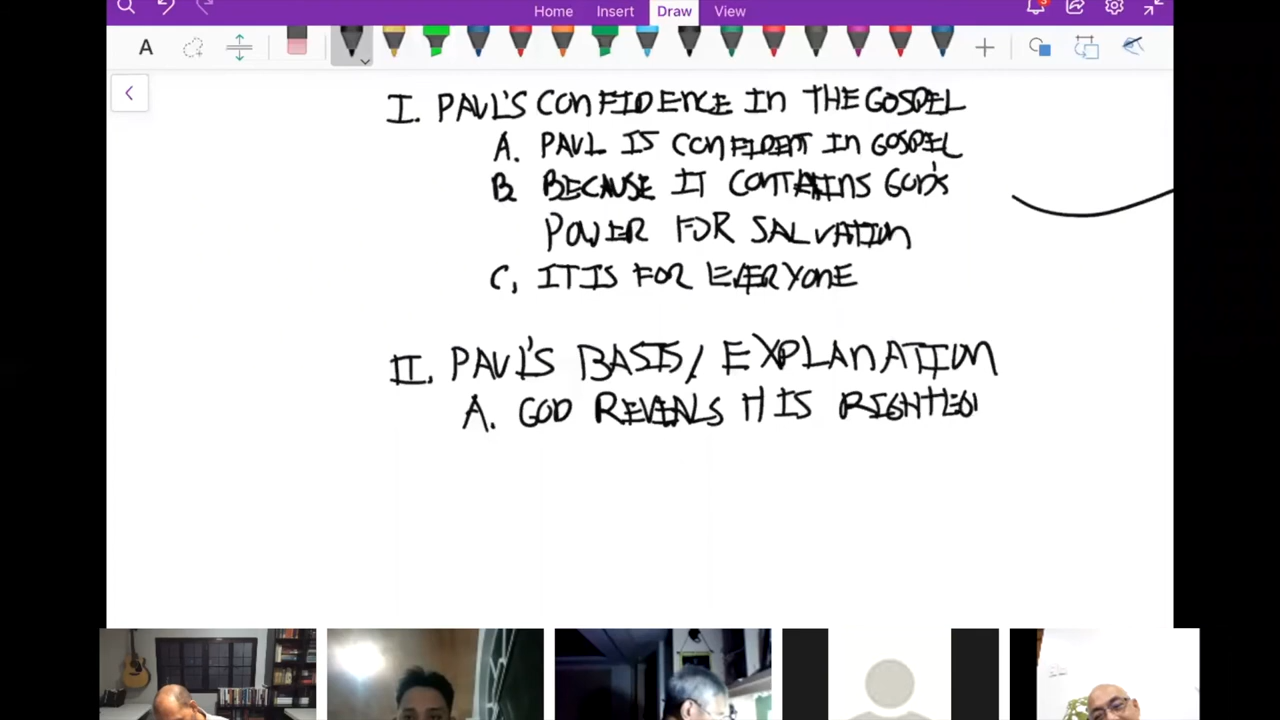 Home Insert Draw View
3
A
I. PAUL'S CONFIDENCE IN THE GOSPEL
A. PAUL IS CONFIDENT IN GOSPEL
B. BECAUSE IT CONTAINS GOD'S
POWER FOR SALVATION
C. IT IS FOR EVERYONE
II. PAUL'S BASIS/EXPLANATION
A. GOD REVEALS HIS RIGHTEOU